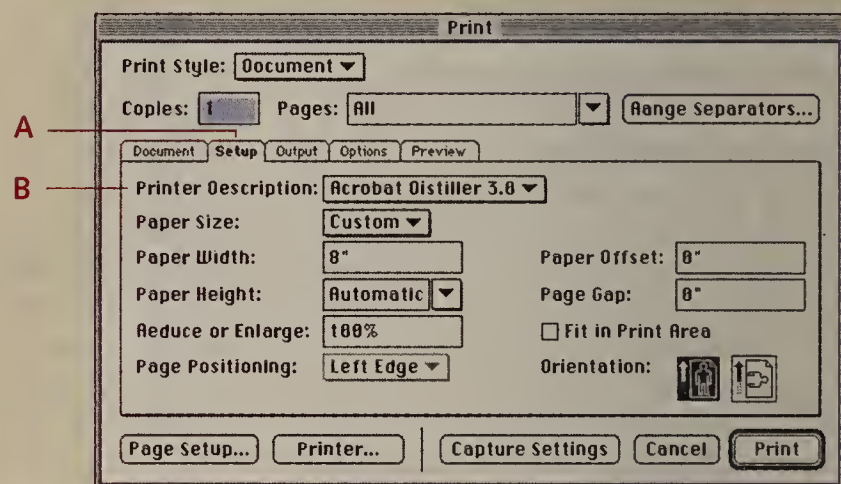 Print
Print Style: Document
Copies: 1 Pages: All Range Separators...
A
Document Setup Output Options Preview
B Printer Description: Acrobat Distiller 3.0
Paper Size: Custom
Paper Width: 0" Paper Offset: 0"
Paper Height: Automatic Page Gap: 0"
Reduce or Enlarge: 100% Fit in Print Area
Page Positioning: Left Edge Orientation:
Page Setup... Printer... Capture Settings Cancel Print